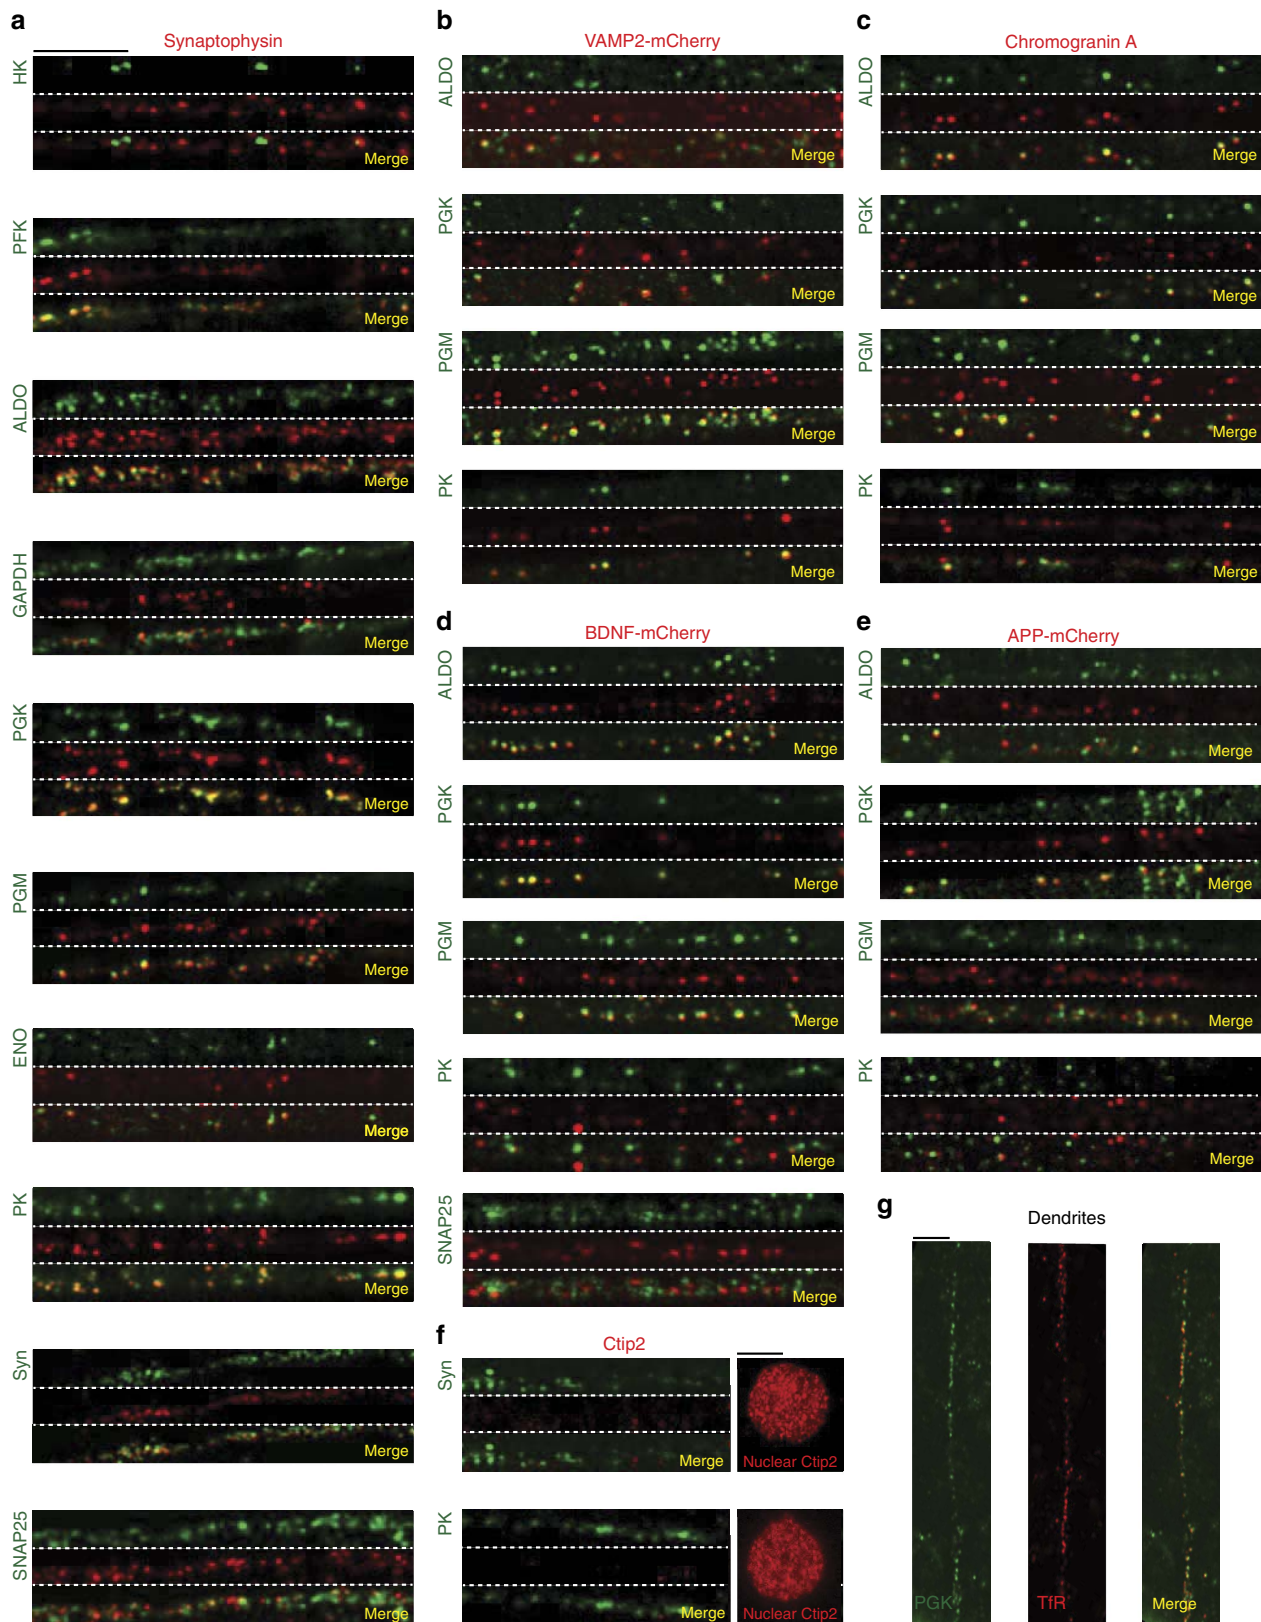 a
Synaptophysin
HK
Merge
PFK
Merge
ALDO
Merge
GAPDH
Merge
PGK
Merge
PGM
Merge
ENO
Merge
PK
Merge
Syn
Merge
SNAP25
Merge
b
VAMP2-mCherry
ALDO
Merge
PGK
Merge
PGM
Merge
PK
Merge
c
Chromogranin A
ALDO
Merge
PGK
Merge
PGM
Merge
PK
Merge
d
BDNF-mCherry
ALDO
Merge
PGK
Merge
PGM
Merge
PK
Merge
SNAP25
Merge
e
APP-mCherry
ALDO
Merge
PGK
Merge
PGM
Merge
PK
Merge
f
Ctip2
Syn
Merge
Nuclear Ctip2
PK
Merge
Nuclear Ctip2
g
Dendrites
PGK
TfR
Merge